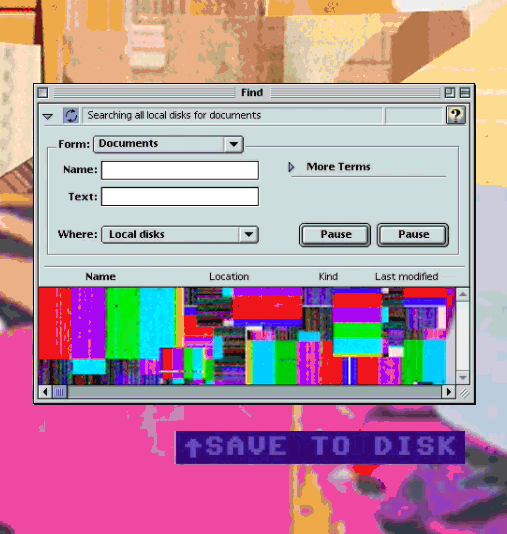 Find
Searching all local disks for documents
?
Form: Documents
Name:
More Terms
Text:
Where: Local disks
Pause Pause
Name Location Kind Last modified
↑SAVE TO DISK